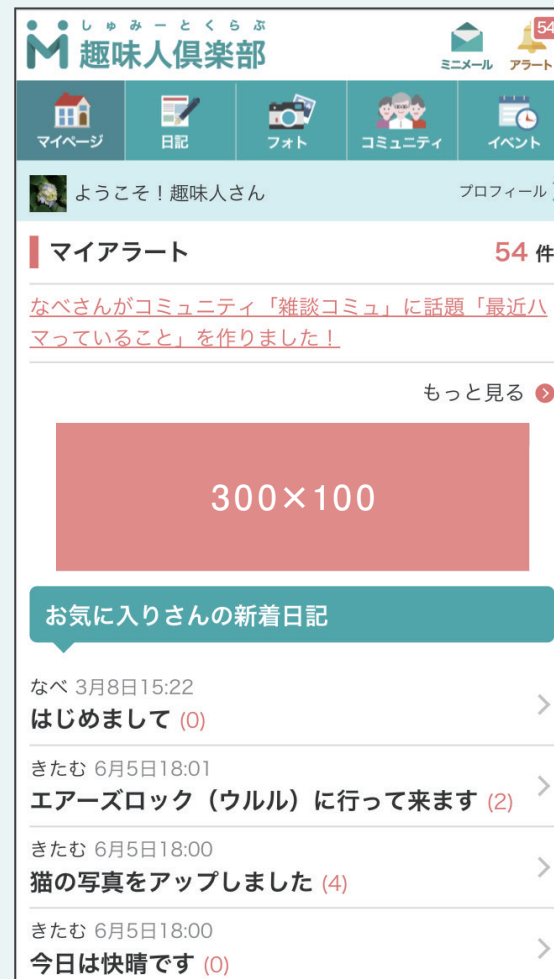 しゅみーとくらぶ
趣味人倶楽部
54
ミニメール
アラート
マイページ
日記
フォト
コミュニティ
イベント
ようこそ！趣味人さん
プロフィール
マイアラート
54 件
なべさんがコミュニティ「雑談コミュ」に話題「最近ハ
マっていること」を作りました！
もっと見る
300×100
お気に入りさんの新着日記
なべ 3月8日15:22
はじめまして (0)
きたむ 6月5日18:01
エアーズロック（ウルル）に行って来ます (2)
きたむ 6月5日18:00
猫の写真をアップしました (4)
きたむ 6月5日18:00
今日は快晴です (0)